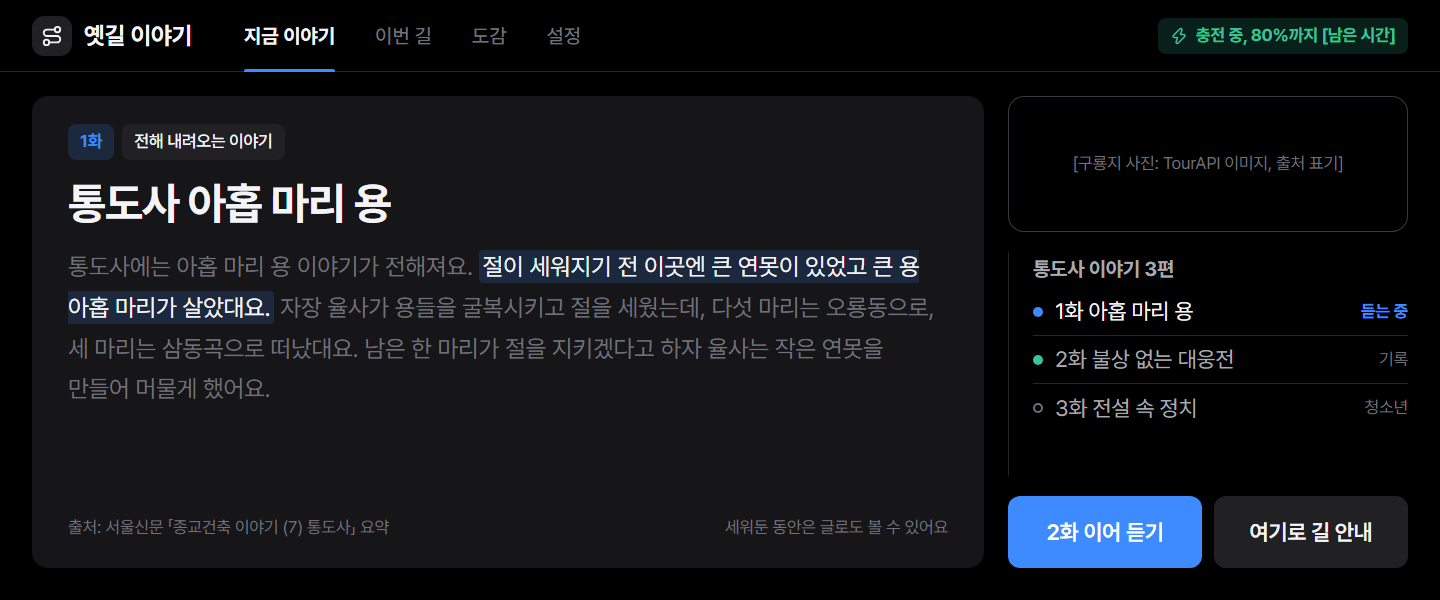 옛길 이야기
지금 이야기
이번 길
도감
설정
충전 중, 80%까지 [남은 시간]
1화
전해 내려오는 이야기
통도사 아홉 마리 용
통도사에는 아홉 마리 용 이야기가 전해져요. 절이 세워지기 전 이곳엔 큰 연못이 있었고 큰 용
아홉 마리가 살았대요. 자장 율사가 용들을 굴복시키고 절을 세웠는데, 다섯 마리는 오룡동으로,
세 마리는 삼동곡으로 떠났대요. 남은 한 마리가 절을 지키겠다고 하자 율사는 작은 연못을
만들어 머물게 했어요.
출처: 서울신문 「종교건축 이야기 (7) 통도사」 요약
세워둔 동안은 글로도 볼 수 있어요
[구룡지 사진: TourAPI 이미지, 출처 표기]
통도사 이야기 3편
1화 아홉 마리 용
듣는 중
2화 불상 없는 대웅전
기록
3화 전설 속 정치
청소년
2화 이어 듣기
여기로 길 안내